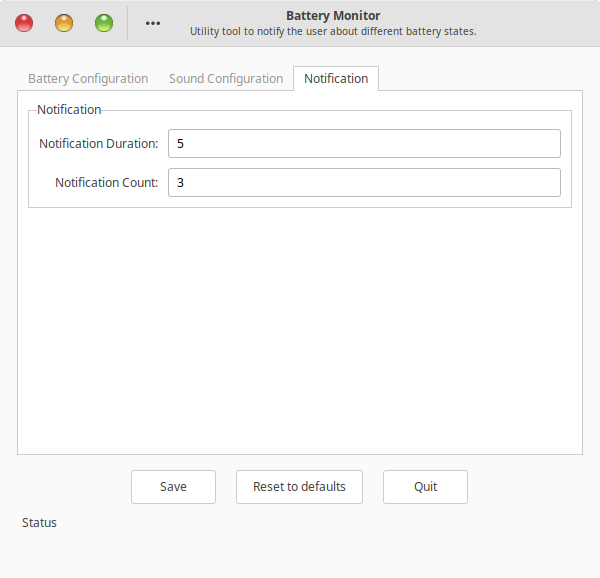 Battery Monitor
Utility tool to notify the user about different battery states.
Battery Configuration Sound Configuration Notification
Notification
Notification Duration: 5
Notification Count: 3
Save Reset to defaults Quit
Status